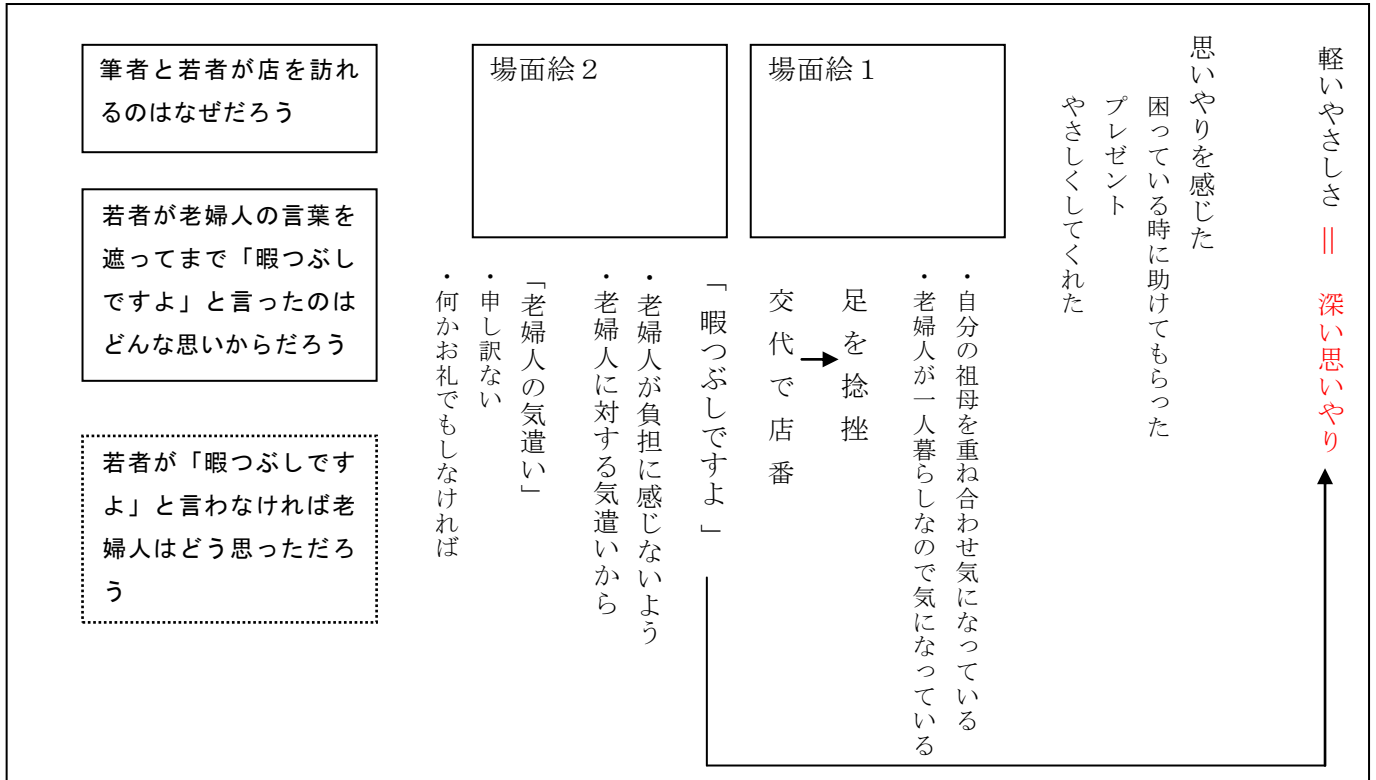 軽いやさしさ = 深い思いやり
思いやりを感じた
困っている時に助けてもらった
プレゼント
やさしくしてくれた
場面絵1
・自分の祖母を重ね合わせ気になっている
・老婦人が一人暮らしなので気になっている
足を捻挫
交代で店番
「暇つぶしですよ」
・老婦人が負担に感じないよう
・老婦人に対する気遣いから
場面絵2
「老婦人の気遣い」
・申し訳ない
・何かお礼でもしなければ
筆者と若者が店を訪れ
るのはなぜだろう
若者が老婦人の言葉を
遮ってまで「暇つぶし
ですよ」と言ったのは
どんな思いからだろう
若者が「暇つぶしです
よ」と言わなければ老
婦人はどう思っただろ
う